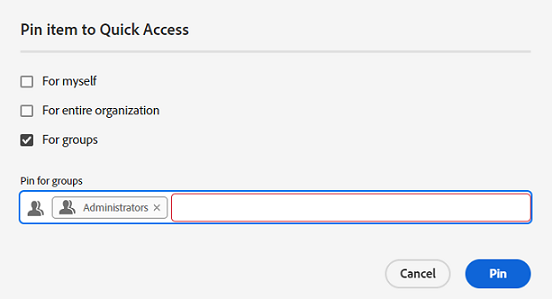 Pin item to Quick Access
For myself
For entire organization
For groups
Pin for groups
Administrators ×
Cancel Pin